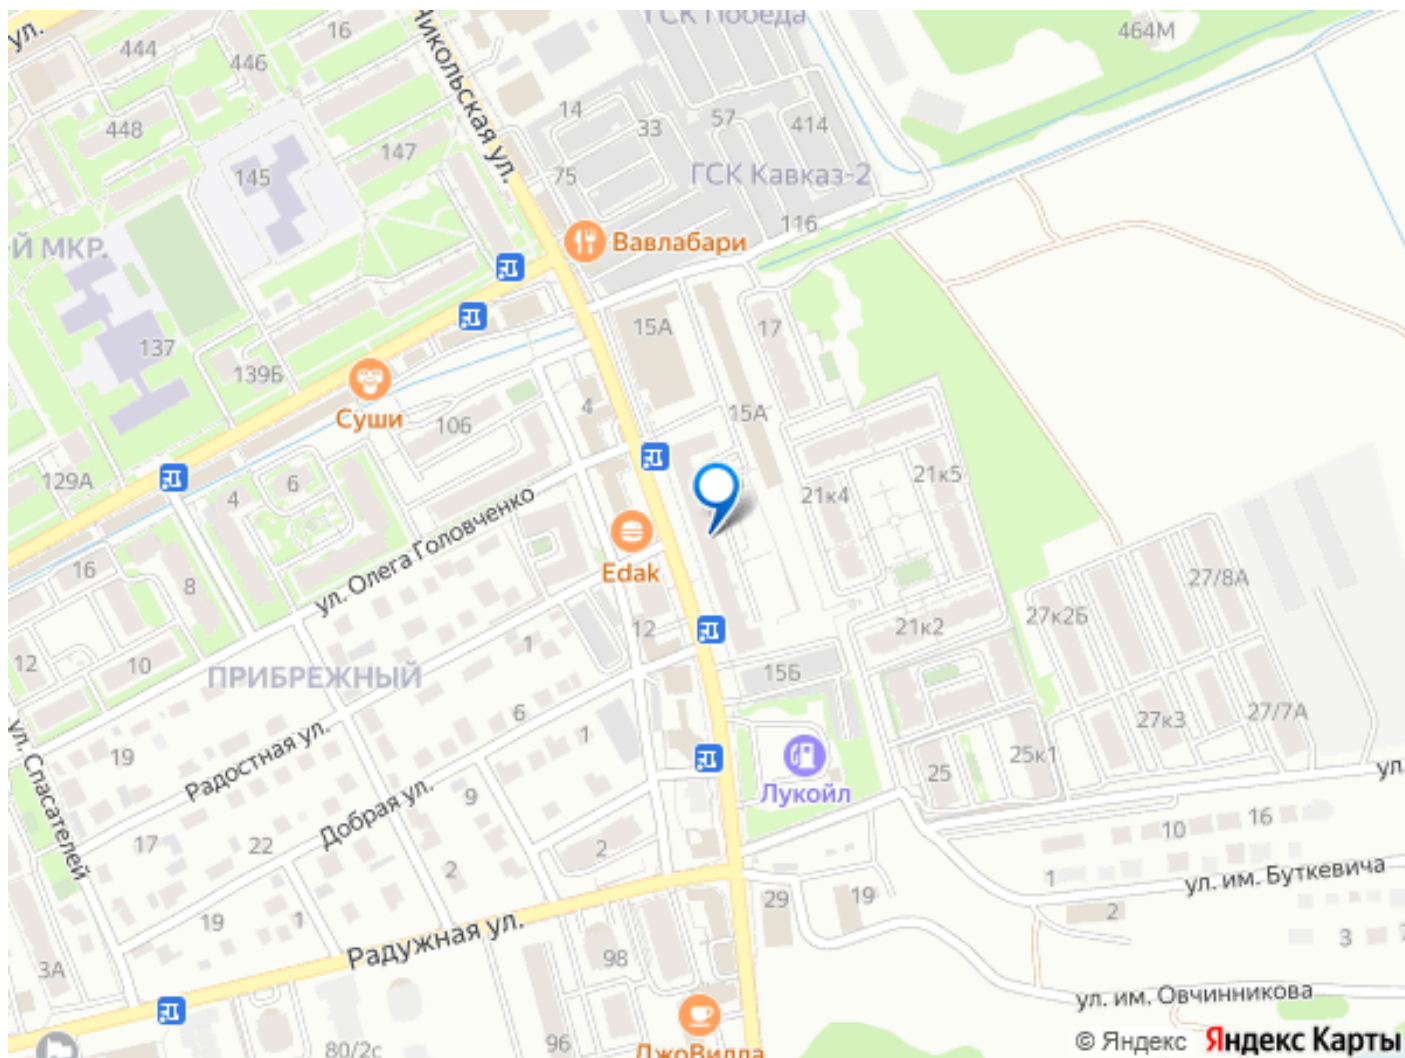 ул.
444
16
446
Никольская ул.
ГСК Победа
464М
448
147
145
14
33
57
414
75
ГСК Кавказ-2
116
Й МКР.
Вавлабари
137
139Б
15А
17
Суши
106
4
15А
129А
4
6
21к4
21к5
ул. Олега Головченко
Edak
16
8
12
10
1
12
21к2
27к2Б
27/8А
ПРИБРЕЖНЫЙ
15Б
6
1
19
Радостная ул.
27к3
27/7А
25к1
25
Лукойл
ул.
ул. Спасателей
Добрая ул.
9
17
22
2
2
10
16
1
ул. им. Буткевича
19
1
29
19
2
3
Радужная ул.
98
3А
ул. им. Овчинникова
80/2с
96
ДжоВилла
© Яндекс Яндекс Карты